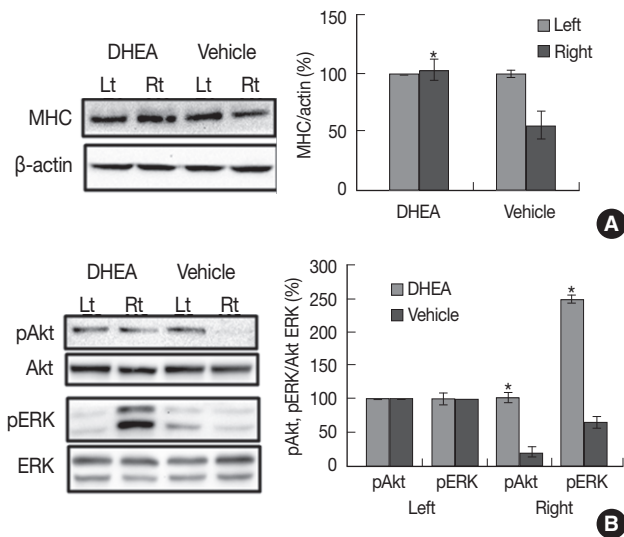 DHEA Vehicle
Lt Rt Lt Rt
MHC
β-actin
MHC/actin (%)
150
100
50
0
*
Left
Right
DHEA Vehicle
A
DHEA Vehicle
Lt Rt Lt Rt
pAkt
Akt
pERK
ERK
pAkt, pERK/Akt ERK (%)
300
250
200
150
100
50
0
DHEA
Vehicle
*
*
pAkt pERK pAkt pERK
Left Right
B